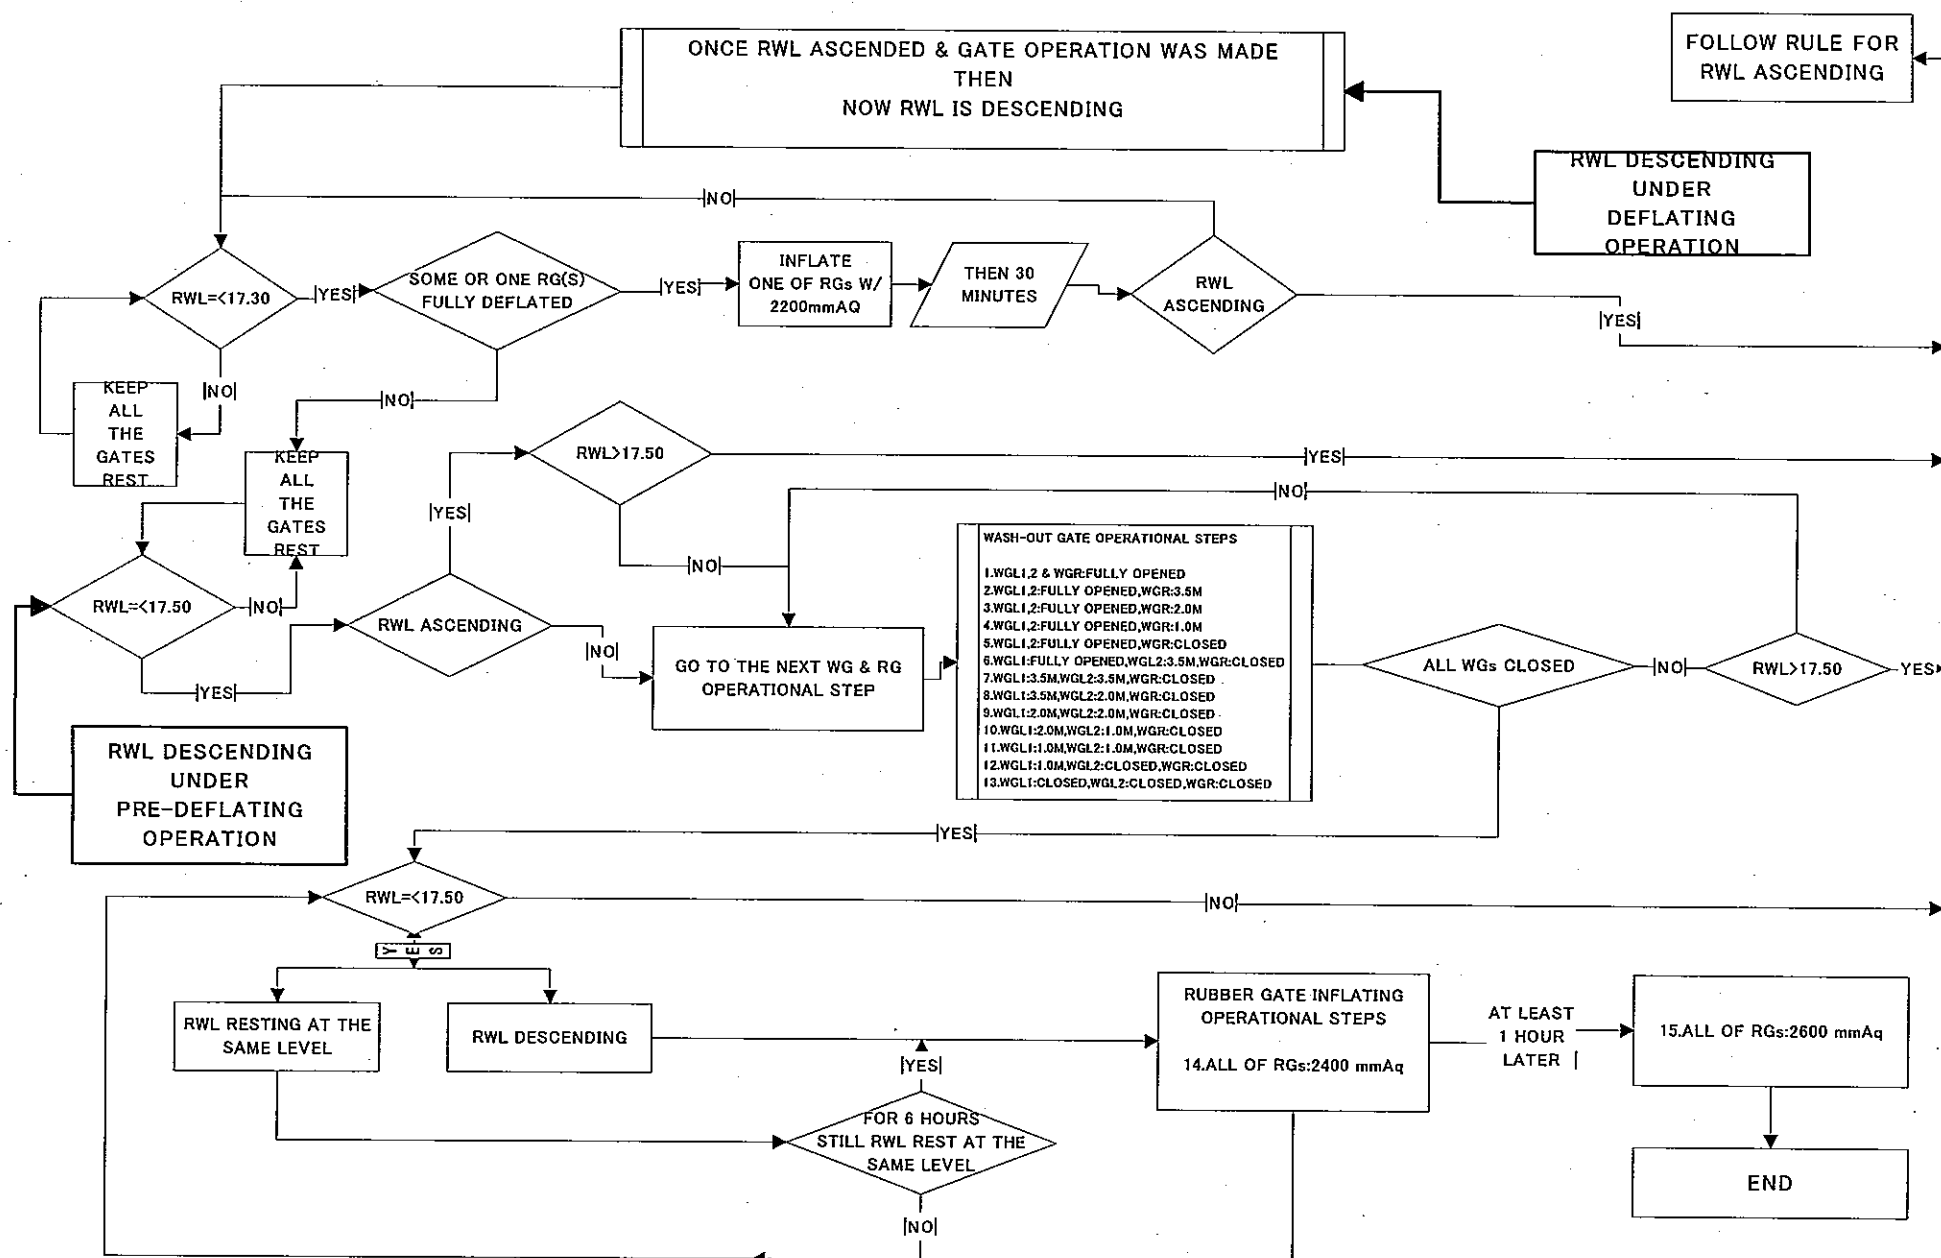 ONCE RWL ASCENDED & GATE OPERATION WAS MADE
THEN
NOW RWL IS DESCENDING
FOLLOW RULE FOR
RWL ASCENDING
RWL DESCENDING
UNDER
DEFLATING
OPERATION
NO
RWL=<17.30
YES
SOME OR ONE RG(S)
FULLY DEFLATED
YES
INFLATE
ONE OF RGs W/
2200mmAQ
THEN 30
MINUTES
RWL
ASCENDING
YES
NO
KEEP
ALL
THE
GATES
REST
NO
KEEP
ALL
THE
GATES
REST
RWL>17.50
YES
YES
NO
NO
RWL=<17.50
NO
YES
RWL ASCENDING
NO
GO TO THE NEXT WG & RG
OPERATIONAL STEP
WASH-OUT GATE OPERATIONAL STEPS
1.WGL1,2 & WGR:FULLY OPENED
2.WGL1,2:FULLY OPENED,WGR:3.5M
3.WGL1,2:FULLY OPENED,WGR:2.0M
4.WGL1,2:FULLY OPENED,WGR:1.0M
5.WGL1,2:FULLY OPENED,WGR:CLOSED
6.WGL1:FULLY OPENED,WGL2:3.5M,WGR:CLOSED
7.WGL1:3.5M,WGL2:3.5M,WGR:CLOSED
8.WGL1:3.5M,WGL2:2.0M,WGR:CLOSED
9.WGL1:2.0M,WGL2:2.0M,WGR:CLOSED
10.WGL1:2.0M,WGL2:1.0M,WGR:CLOSED
11.WGL1:1.0M,WGL2:1.0M,WGR:CLOSED
12.WGL1:1.0M,WGL2:CLOSED,WGR:CLOSED
13.WGL1:CLOSED,WGL2:CLOSED,WGR:CLOSED
ALL WGs CLOSED
NO
RWL>17.50
YES
RWL DESCENDING
UNDER
PRE-DEFLATING
OPERATION
YES
RWL=<17.50
NO
YES
RWL RESTING AT THE
SAME LEVEL
RWL DESCENDING
YES
FOR 6 HOURS
STILL RWL REST AT THE
SAME LEVEL
NO
RUBBER GATE INFLATING
OPERATIONAL STEPS
14.ALL OF RGs:2400 mmAq
AT LEAST
1 HOUR
LATER
15.ALL OF RGs:2600 mmAq
END